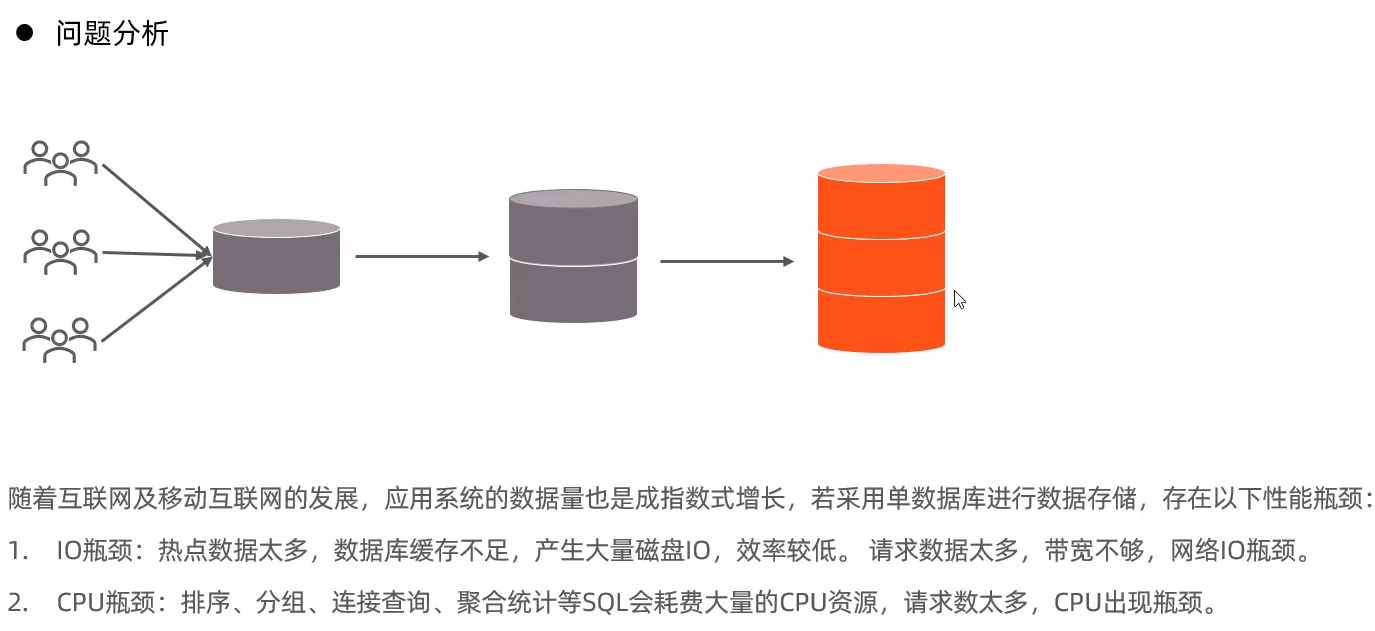 ● 问题分析
随着互联网及移动互联网的发展，应用系统的数据量也是成指数式增长，若采用单数据库进行数据存储，存在以下性能瓶颈：
1. IO瓶颈：热点数据太多，数据库缓存不足，产生大量磁盘IO，效率较低。 请求数据太多，带宽不够，网络IO瓶颈。
2. CPU瓶颈：排序、分组、连接查询、聚合统计等SQL会耗费大量的CPU资源，请求数太多，CPU出现瓶颈。